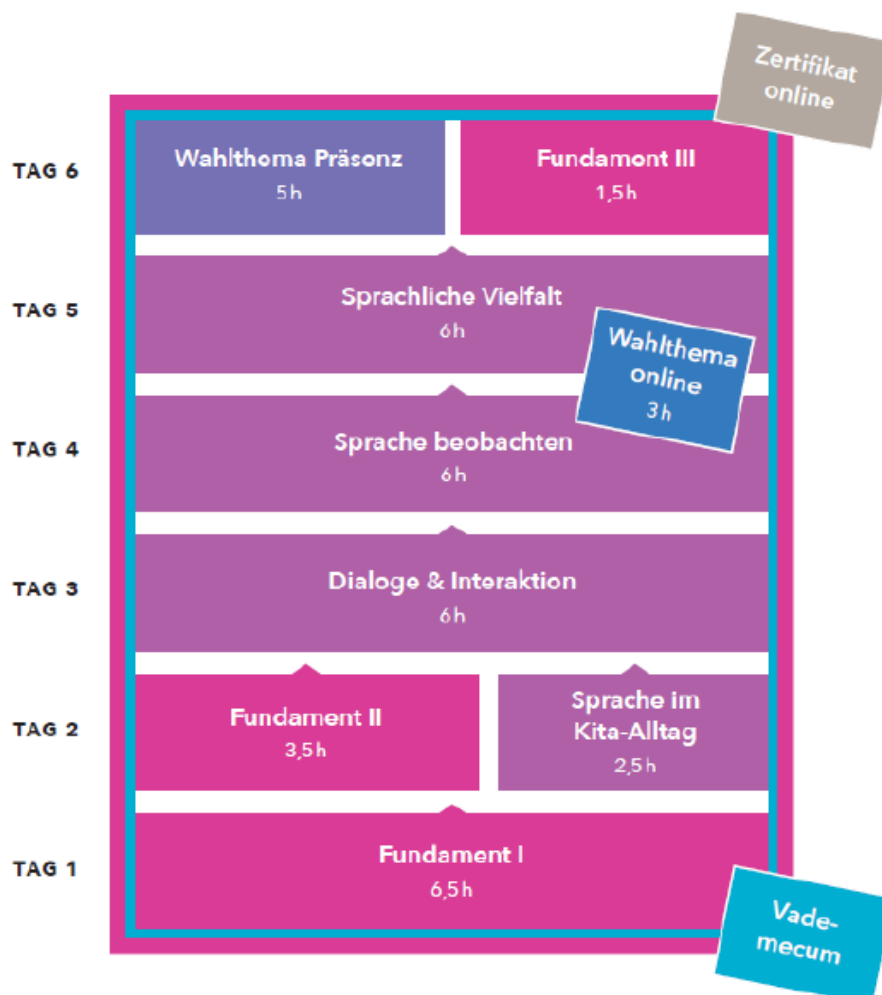 Zertifikat
online
TAG 6
Wahlthema Präsonz
5h
Fundamont III
1,5h
TAG 5
Sprachliche Vielfalt
6h
Wahlthema
online
3h
TAG 4
Sprache beobachten
6h
TAG 3
Dialoge & Interaktion
6h
TAG 2
Fundament II
3,5h
Sprache im
Kita-Alltag
2,5h
TAG 1
Fundament I
6,5h
Vade-
mecum